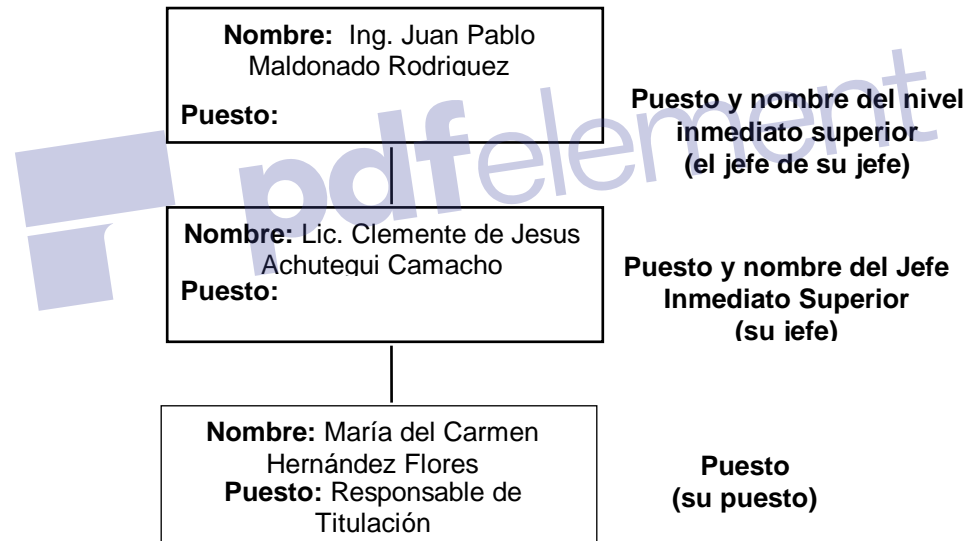 Nombre: Ing. Juan Pablo
Maldonado Rodriguez
Puesto:
Puesto y nombre del nivel
inmediato superior
(el jefe de su jefe)
pdfelement
Nombre: Lic. Clemente de Jesus
Achutegui Camacho
Puesto:
Puesto y nombre del Jefe
Inmediato Superior
(su jefe)
Nombre: María del Carmen
Hernández Flores
Puesto: Responsable de
Titulación
Puesto
(su puesto)